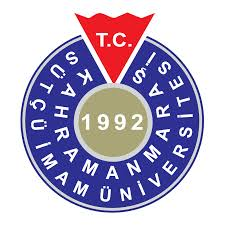 T.C.
KAHRAMANMARAŞ
SÜTÇÜ İMAM ÜNİVERSİTESİ
1992